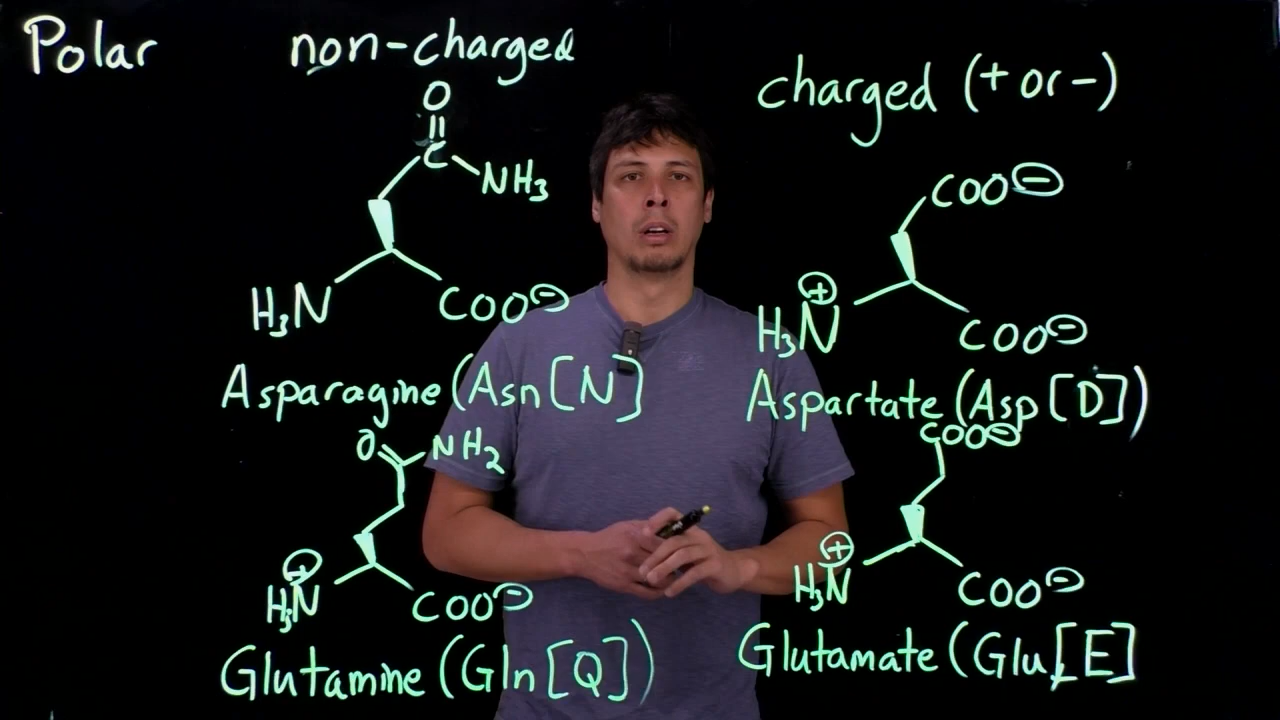 Polar
non-charged
charged (+ or -)
O
C
NH3
COO⊖
H3N
COO⊖
⊕
H3N
COO⊖
Asparagine (Asn [N]
Aspartate (Asp [D])
O
NH2
COO⊖
⊕
H3N
COO⊖
⊕
H3N
COO⊖
Glutamine (Gln [Q])
Glutamate (Glu, [E]